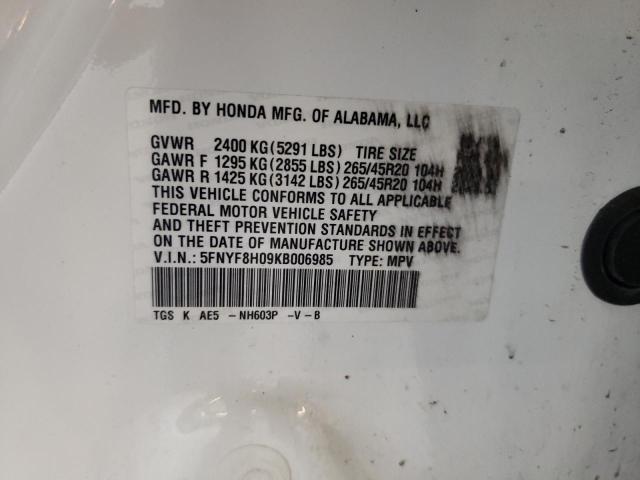 MFD. BY HONDA MFG. OF ALABAMA, LLC
GVWR 2400 KG(5291 LBS) TIRE SIZE
GAWR F 1295 KG(2855 LBS) 265/45R20 104H
GAWR R 1425 KG(3142 LBS) 265/45R20 104H
THIS VEHICLE CONFORMS TO ALL APPLICABLE
FEDERAL MOTOR VEHICLE SAFETY
AND THEFT PREVENTION STANDARDS IN EFFECT
ON THE DATE OF MANUFACTURE SHOWN ABOVE.
V.I.N.: 5FNYF8H09KB006985 TYPE: MPV
TGS K AE5 -NH603P -V-B